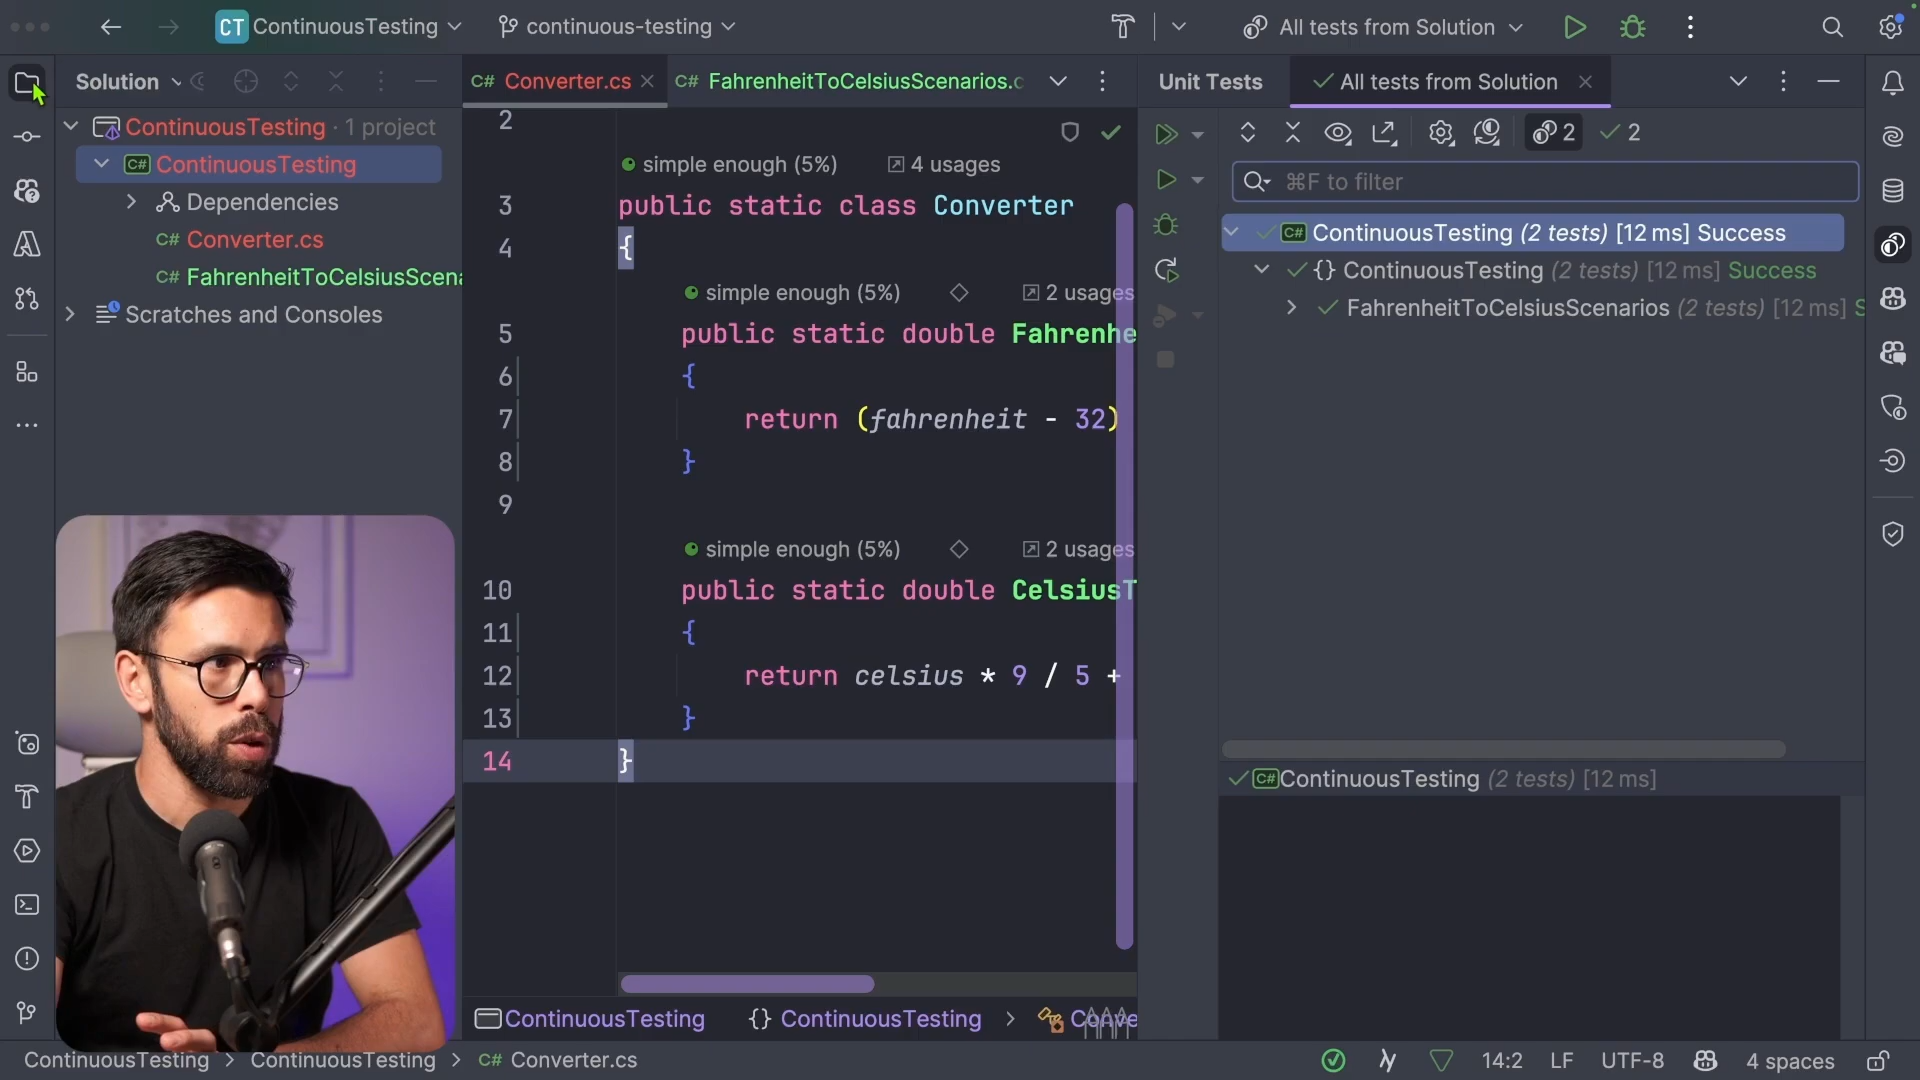 CT ContinuousTesting
continuous-testing
All tests from Solution
Solution
C# Converter.cs
C# FahrenheitToCelsiusScenarios.c
Unit Tests
All tests from Solution
ContinuousTesting · 1 project
C# ContinuousTesting
Dependencies
C# Converter.cs
C# FahrenheitToCelsiusScena
Scratches and Consoles
2
simple enough (5%) 4 usages
3 public static class Converter
4 {
simple enough (5%) 2 usages
5 public static double Fahrenhe
6 {
7 return (fahrenheit - 32)
8 }
9
simple enough (5%) 2 usages
10 public static double CelsiusT
11 {
12 return celsius * 9 / 5 +
13 }
14 }
ContinuousTesting {} ContinuousTesting > Conve
2 2
⌘F to filter
C# ContinuousTesting (2 tests) [12 ms] Success
{} ContinuousTesting (2 tests) [12 ms] Success
FahrenheitToCelsiusScenarios (2 tests) [12 ms] S
C# ContinuousTesting (2 tests) [12 ms]
ContinuousTesting > ContinuousTesting > C# Converter.cs
14:2 LF UTF-8 4 spaces